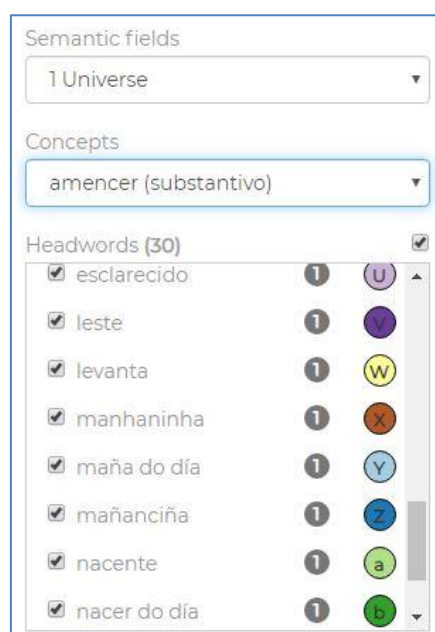 Semantic fields
1 Universe
Concepts
amencer (substantivo)
Headwords (30)
esclarecido 1 U
leste 1 V
levanta 1 W
manhaninha 1 X
maña do día 1 Y
mañanciña 1 Z
nacente 1 a
nacer do día 1 b